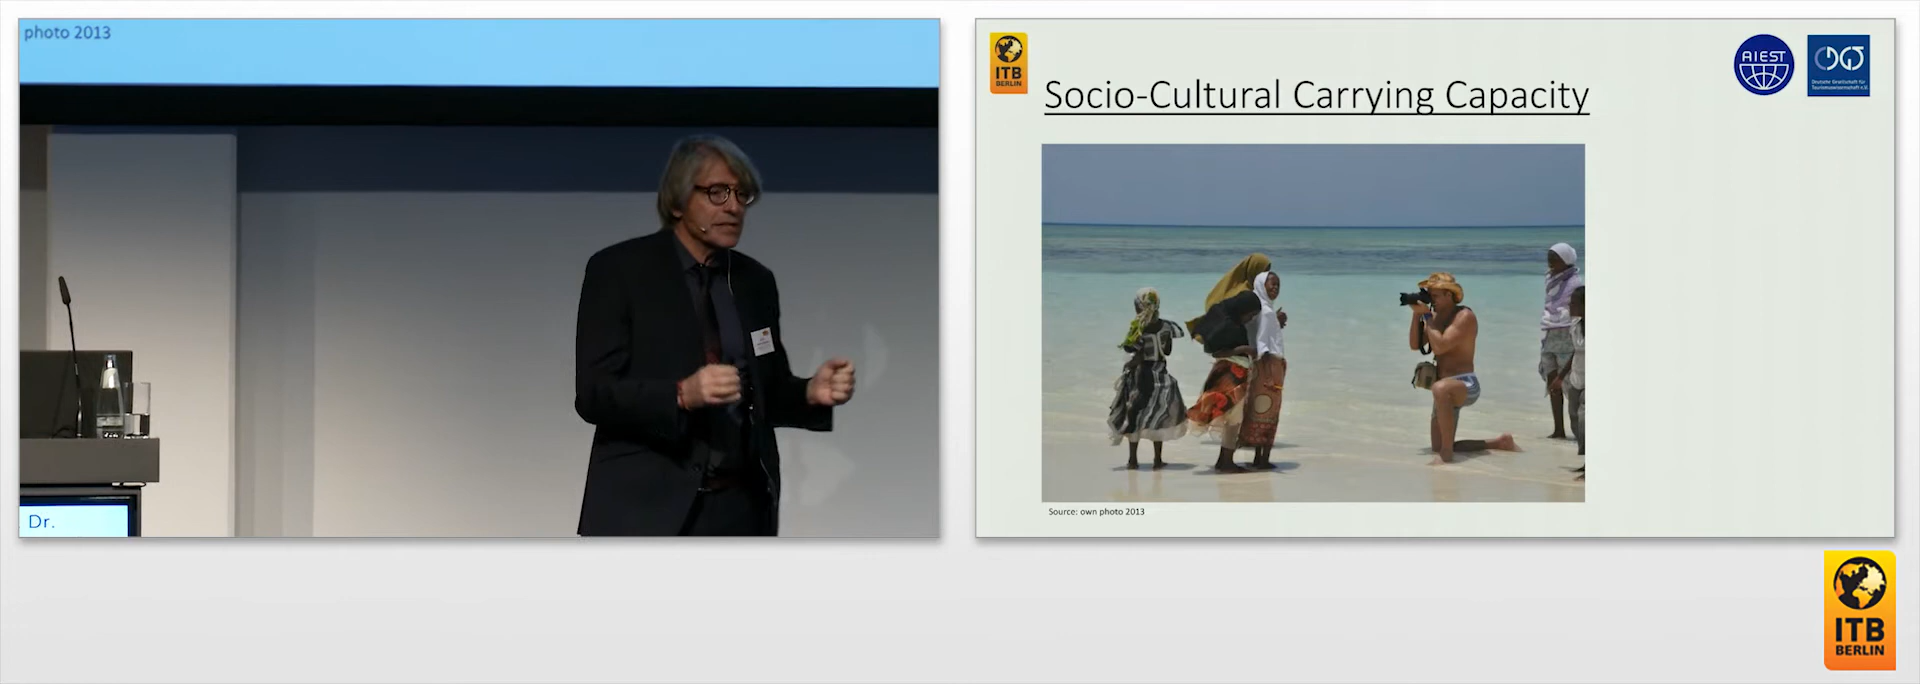 photo 2013
Dr.
ITB
BERLIN
Socio-Cultural Carrying Capacity
AIEST
Deutsche Gesellschaft für
Tourismuswissenschaft e.V.
Source: own photo 2013
ITB
BERLIN